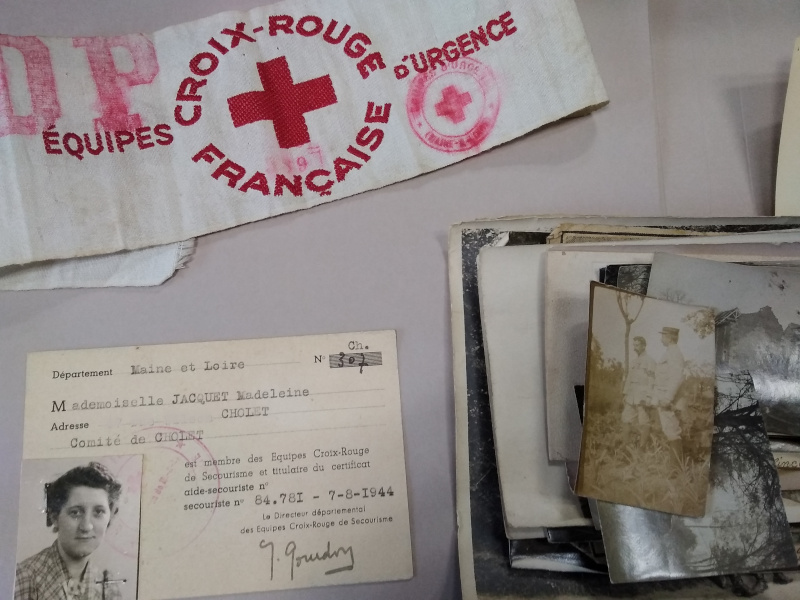 DP
ÉQUIPES CROIX-ROUGE FRANÇAISE D'URGENCE
Département Maine et Loire
Ch.
N° 307
Mademoiselle JACQUET Madeleine
Adresse CHOLET
Comité de CHOLET
est membre des Equipes Croix-Rouge
de Secourisme et titulaire du certificat
aide-secouriste n°
secouriste n° 84.781 - 7-8-1944
Le Directeur départemental
des Equipes Croix-Rouge de Secourisme